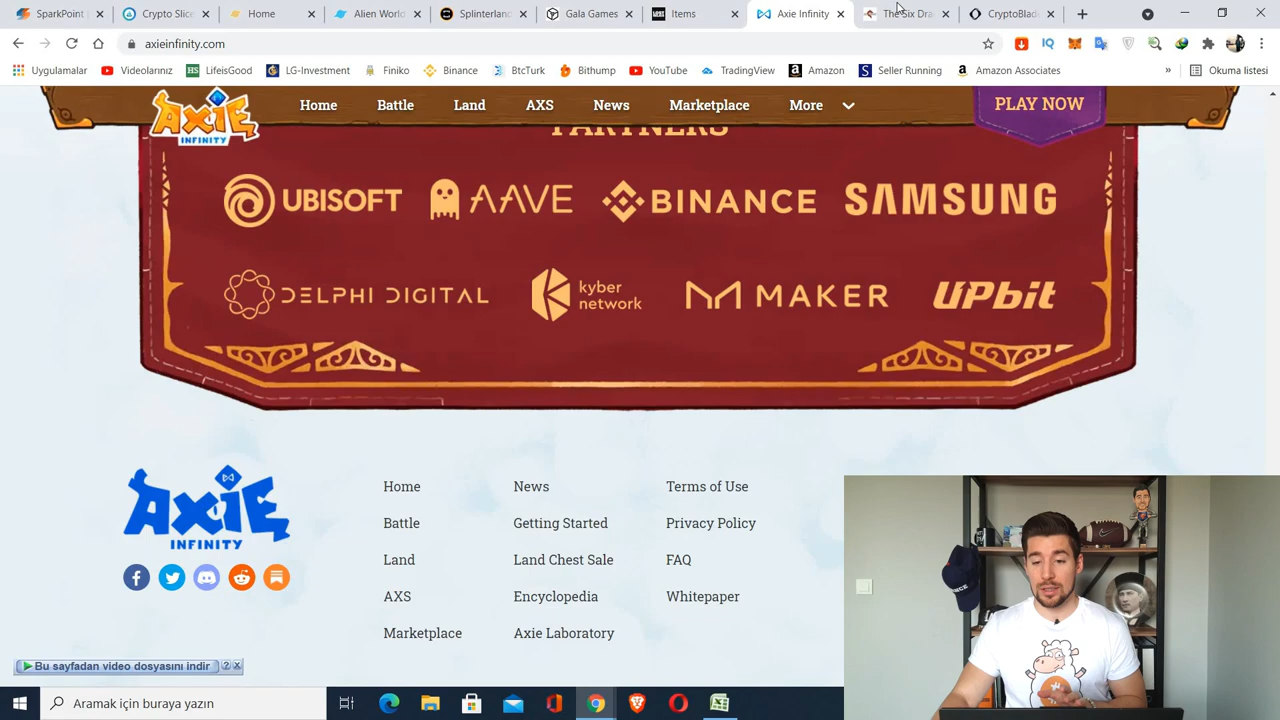 SparkPoint
Crypto Slice
Home
Alien World
Splinterland
Gala Games
Items
Axie Infinity
The Six Dra
CryptoBlade
axieinfinity.com
Uygulamalar
Videolarınız
LifeisGood
LG-Investment
Finiko
Binance
BtcTurk
Bithump
YouTube
TradingView
Amazon
Seller Running
Amazon Associates
»
Okuma listesi
AXIE
INFINITY
Home
Battle
Land
AXS
News
Marketplace
More
PLAY NOW
PARTNERS
UBISOFT
AAVE
BINANCE
SAMSUNG
DELPHI DIGITAL
kyber
network
MAKER
UPbit
AXIE
INFINITY
Home
News
Terms of Use
Battle
Getting Started
Privacy Policy
Land
Land Chest Sale
FAQ
AXS
Encyclopedia
Whitepaper
Marketplace
Axie Laboratory
Bu sayfadan video dosyasını indir
?
x
Aramak için buraya yazın